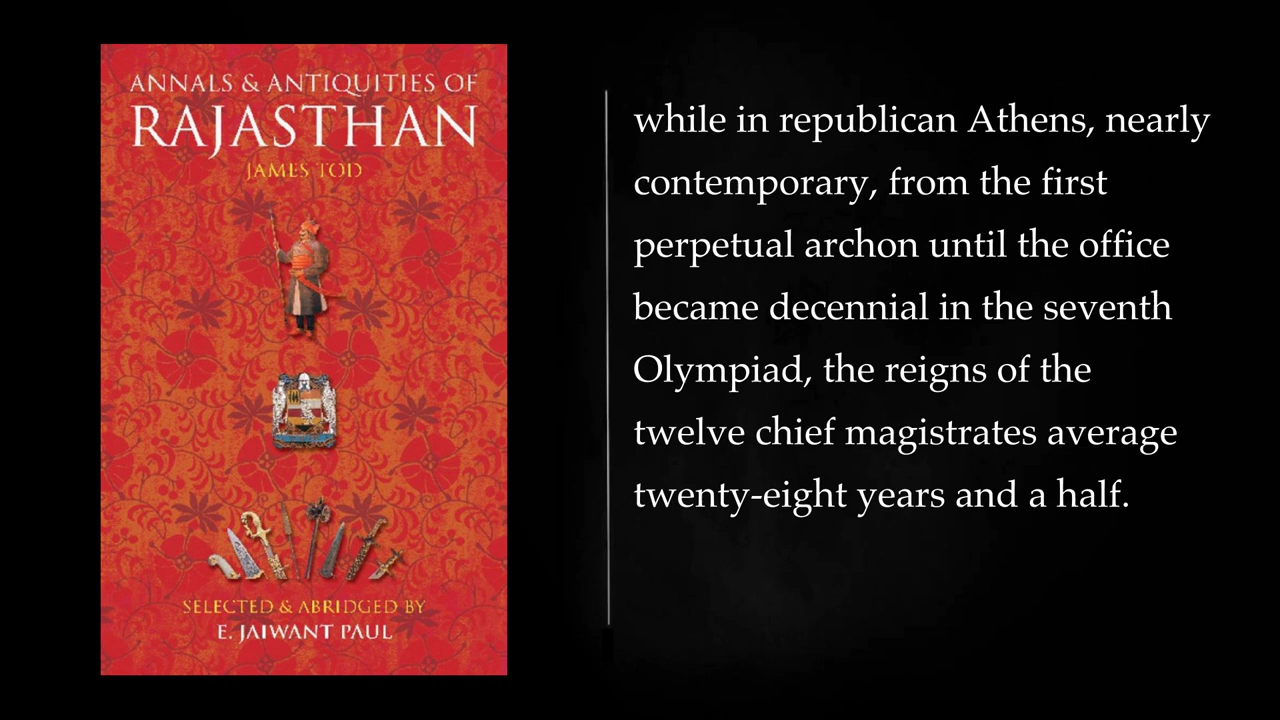 ANNALS & ANTIQUITIES OF
RAJASTHAN
JAMES TOD
SELECTED & ABRIDGED BY
E. JAIWANT PAUL
while in republican Athens, nearly
contemporary, from the first
perpetual archon until the office
became decennial in the seventh
Olympiad, the reigns of the
twelve chief magistrates average
twenty-eight years and a half.